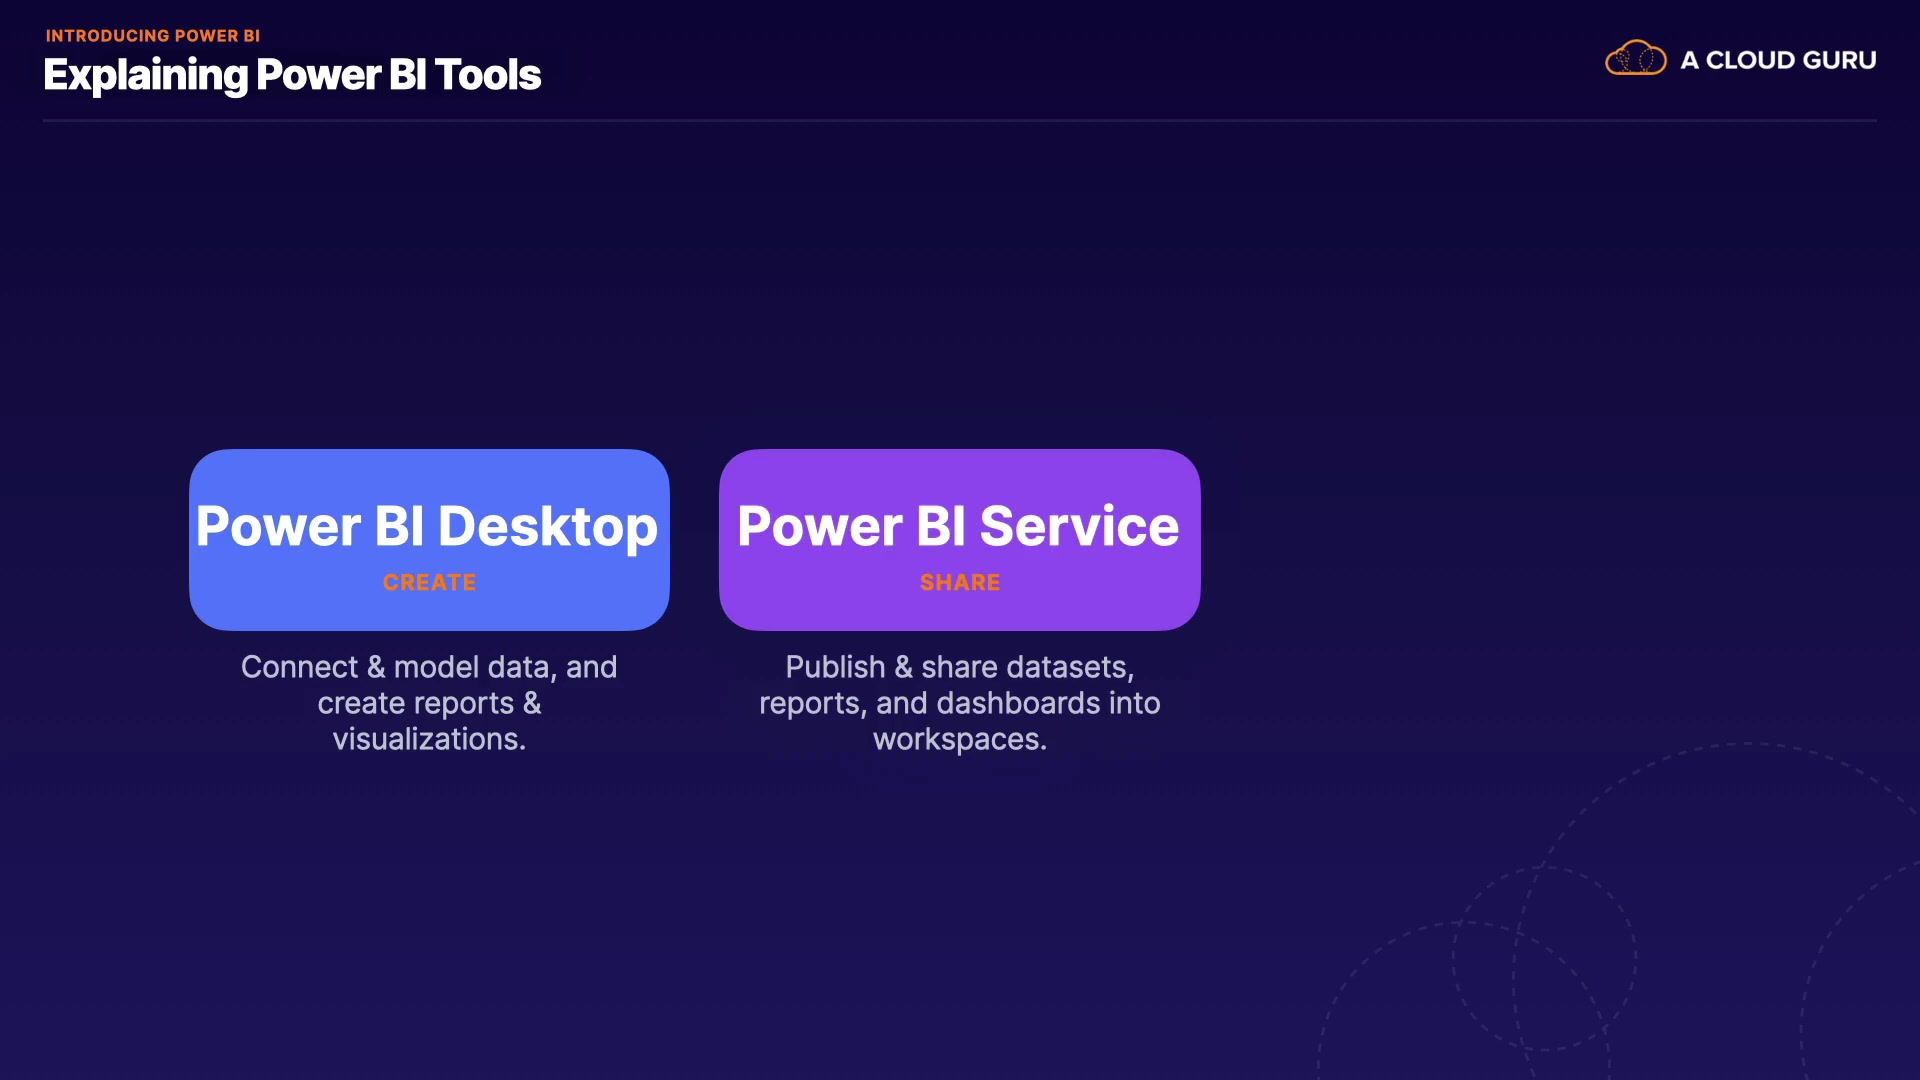 INTRODUCING POWER BI
Explaining Power BI Tools
A CLOUD GURU
Power BI Desktop
CREATE
Connect & model data, and
create reports &
visualizations.
Power BI Service
SHARE
Publish & share datasets,
reports, and dashboards into
workspaces.